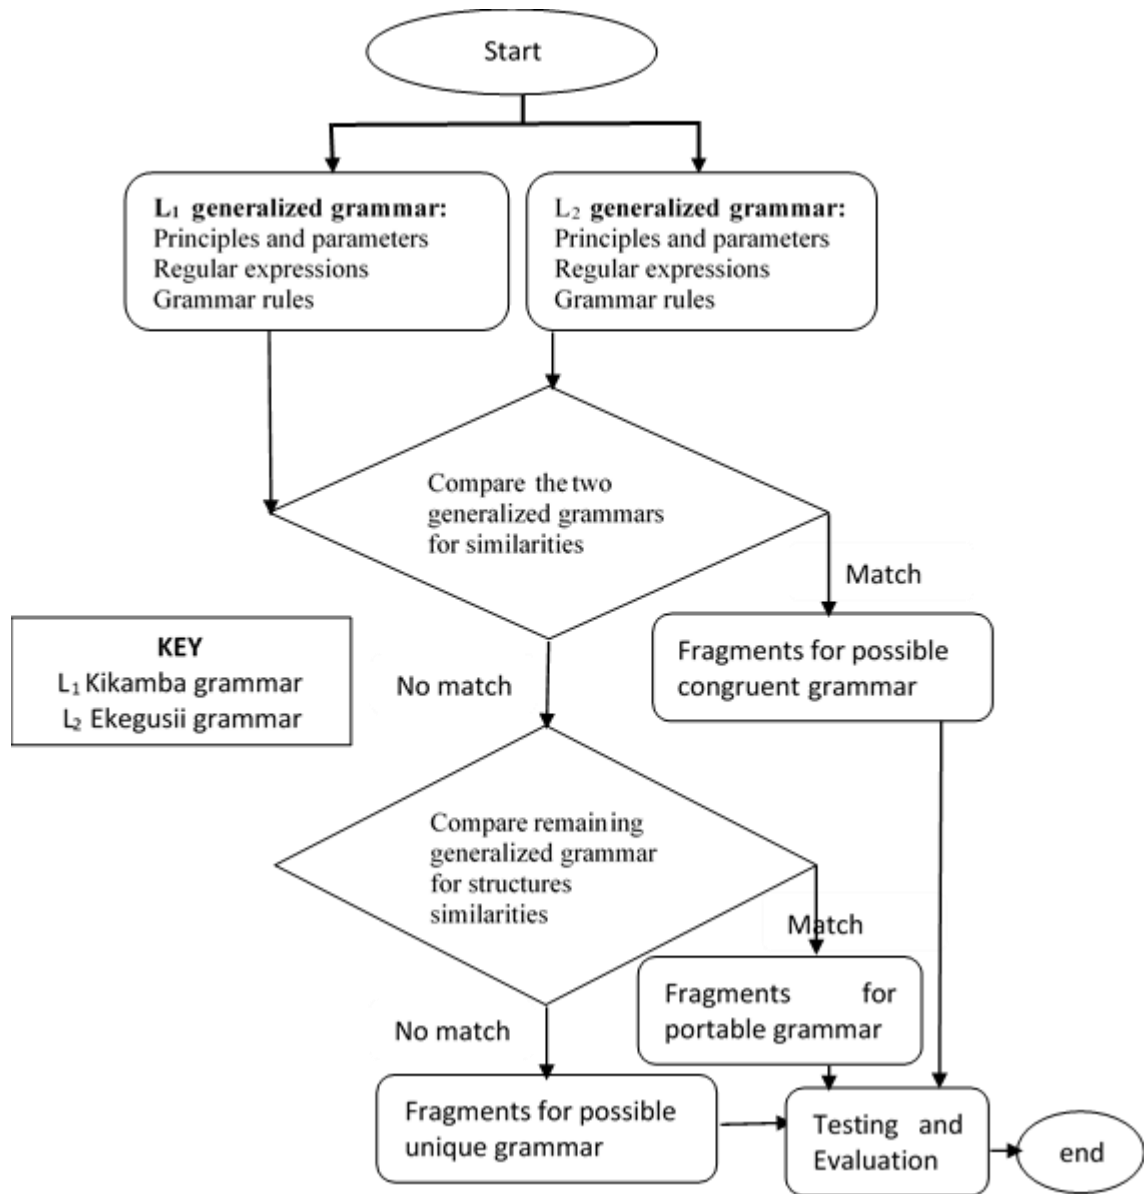 Start
L₁ generalized grammar:
Principles and parameters
Regular expressions
Grammar rules
L₂ generalized grammar:
Principles and parameters
Regular expressions
Grammar rules
Compare the two
generalized grammars
for similarities
Match
Fragments for possible
congruent grammar
KEY
L₁ Kikamba grammar
L₂ Ekegusii grammar
No match
Compare remaining
generalized grammar
for structures
similarities
Match
Fragments for
portable grammar
No match
Fragments for possible
unique grammar
Testing and
Evaluation
end